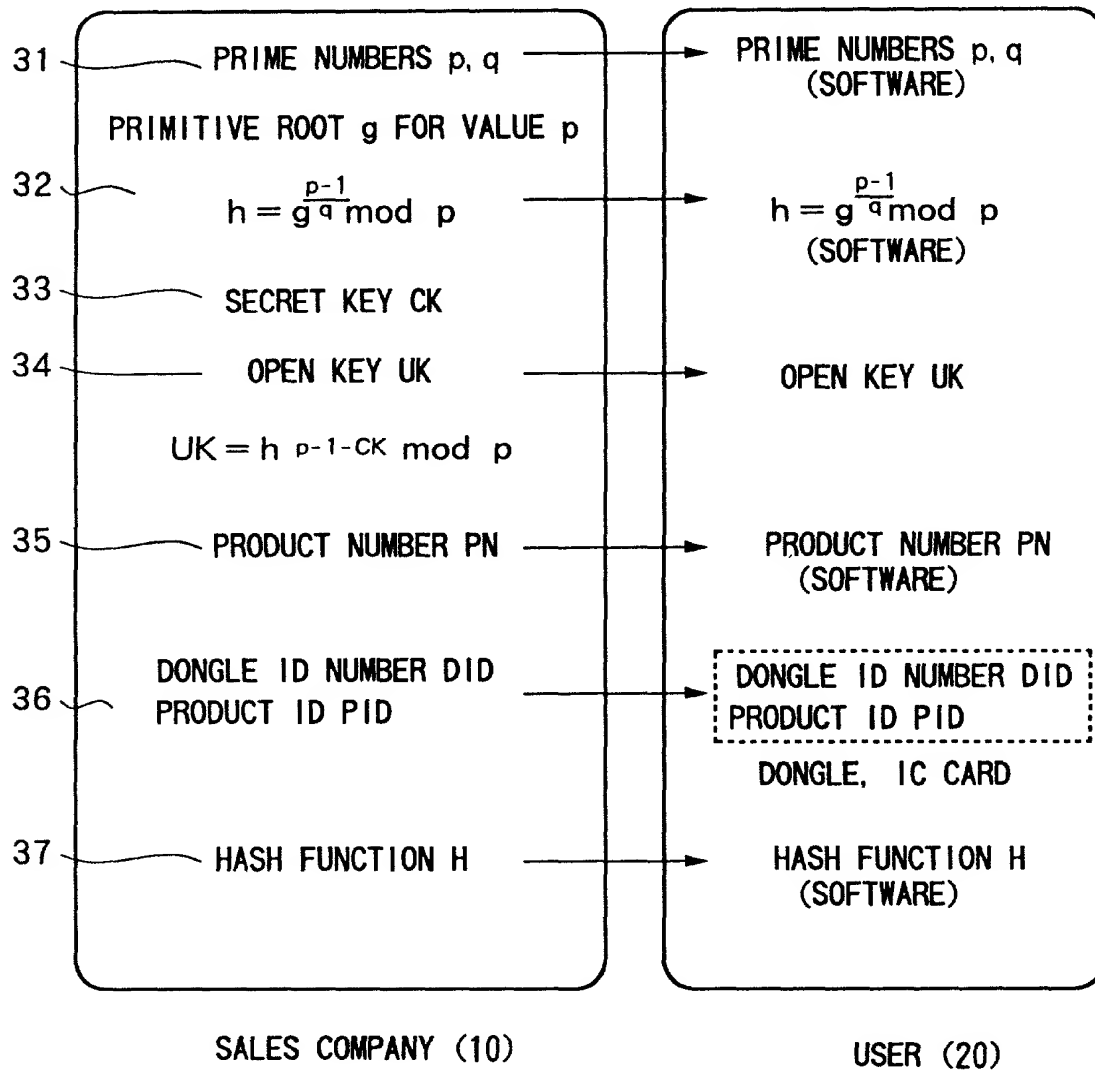 31 PRIME NUMBERS p, q PRIME NUMBERS p, q
(SOFTWARE)
PRIMITIVE ROOT g FOR VALUE p
32 h = g^{\frac{p-1}{q}} mod p h = g^{\frac{p-1}{q}} mod p
(SOFTWARE)
33 SECRET KEY CK
34 OPEN KEY UK OPEN KEY UK
UK = h^{p-1-CK} mod p
35 PRODUCT NUMBER PN PRODUCT NUMBER PN
(SOFTWARE)
DONGLE ID NUMBER DID DONGLE ID NUMBER DID
36 PRODUCT ID PID PRODUCT ID PID
DONGLE, IC CARD
37 HASH FUNCTION H HASH FUNCTION H
(SOFTWARE)
SALES COMPANY (10) USER (20)